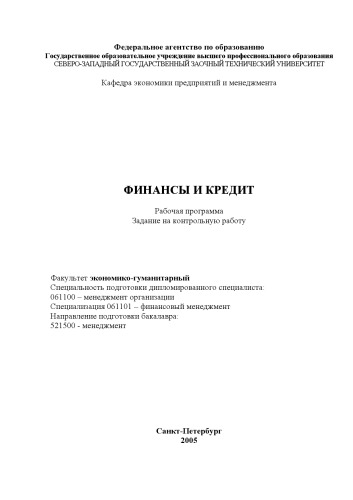 Федеральное агентство по образованию
Государственное образовательное учреждение высшего профессионального образования
СЕВЕРО-ЗАПАДНЫЙ ГОСУДАРСТВЕННЫЙ ЗАОЧНЫЙ ТЕХНИЧЕСКИЙ УНИВЕРСИТЕТ
Кафедра экономики предприятий и менеджмента
ФИНАНСЫ И КРЕДИТ
Рабочая программа
Задание на контрольную работу
Факультет экономико-гуманитарный
Специальность подготовки дипломированного специалиста:
061100 – менеджмент организации
Специализация 061101 – финансовый менеджмент
Направление подготовки бакалавра:
521500 - менеджмент
Санкт-Петербург
2005